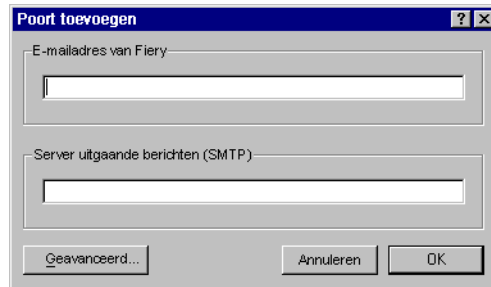 Poort toevoegen
E-mailadres van Fiery
Server uitgaande berichten (SMTP)
Geavanceerd... Annuleren OK